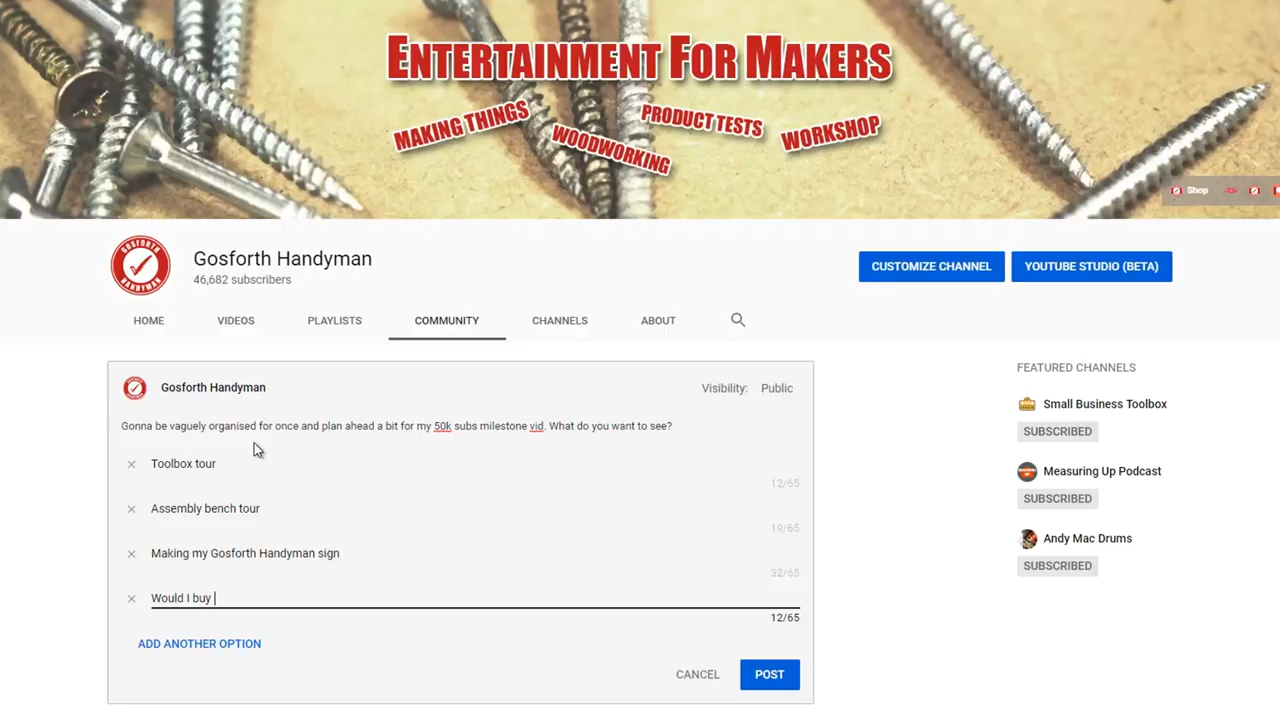 ENTERTAINMENT FOR MAKERS
MAKING THINGS
WOODWORKING
PRODUCT TESTS
WORKSHOP
Shop
GOSFORTH
HANDYMAN
Gosforth Handyman
46,682 subscribers
CUSTOMIZE CHANNEL
YOUTUBE STUDIO (BETA)
HOME VIDEOS PLAYLISTS COMMUNITY CHANNELS ABOUT
Gosforth Handyman
Visibility: Public
Gonna be vaguely organised for once and plan ahead a bit for my 50k subs milestone vid. What do you want to see?
Toolbox tour
12/65
Assembly bench tour
19/65
Making my Gosforth Handyman sign
32/65
Would I buy
12/65
ADD ANOTHER OPTION
CANCEL
POST
FEATURED CHANNELS
Small Business Toolbox
SUBSCRIBED
Measuring Up Podcast
SUBSCRIBED
Andy Mac Drums
SUBSCRIBED